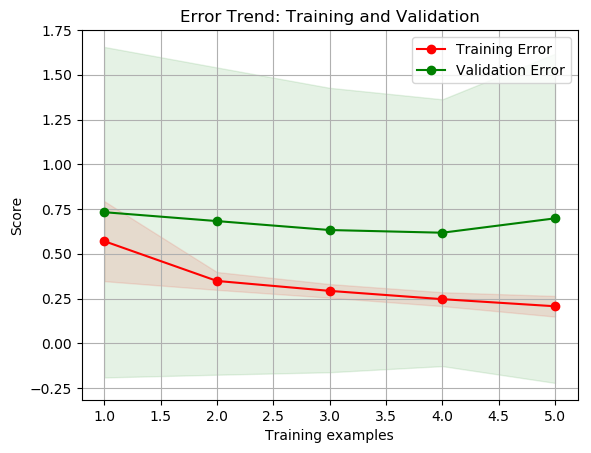 Error Trend: Training and Validation
1.75
1.50
1.25
1.00
0.75
0.50
0.25
0.00
−0.25
Score
Training Error
Validation Error
1.0 1.5 2.0 2.5 3.0 3.5 4.0 4.5 5.0
Training examples